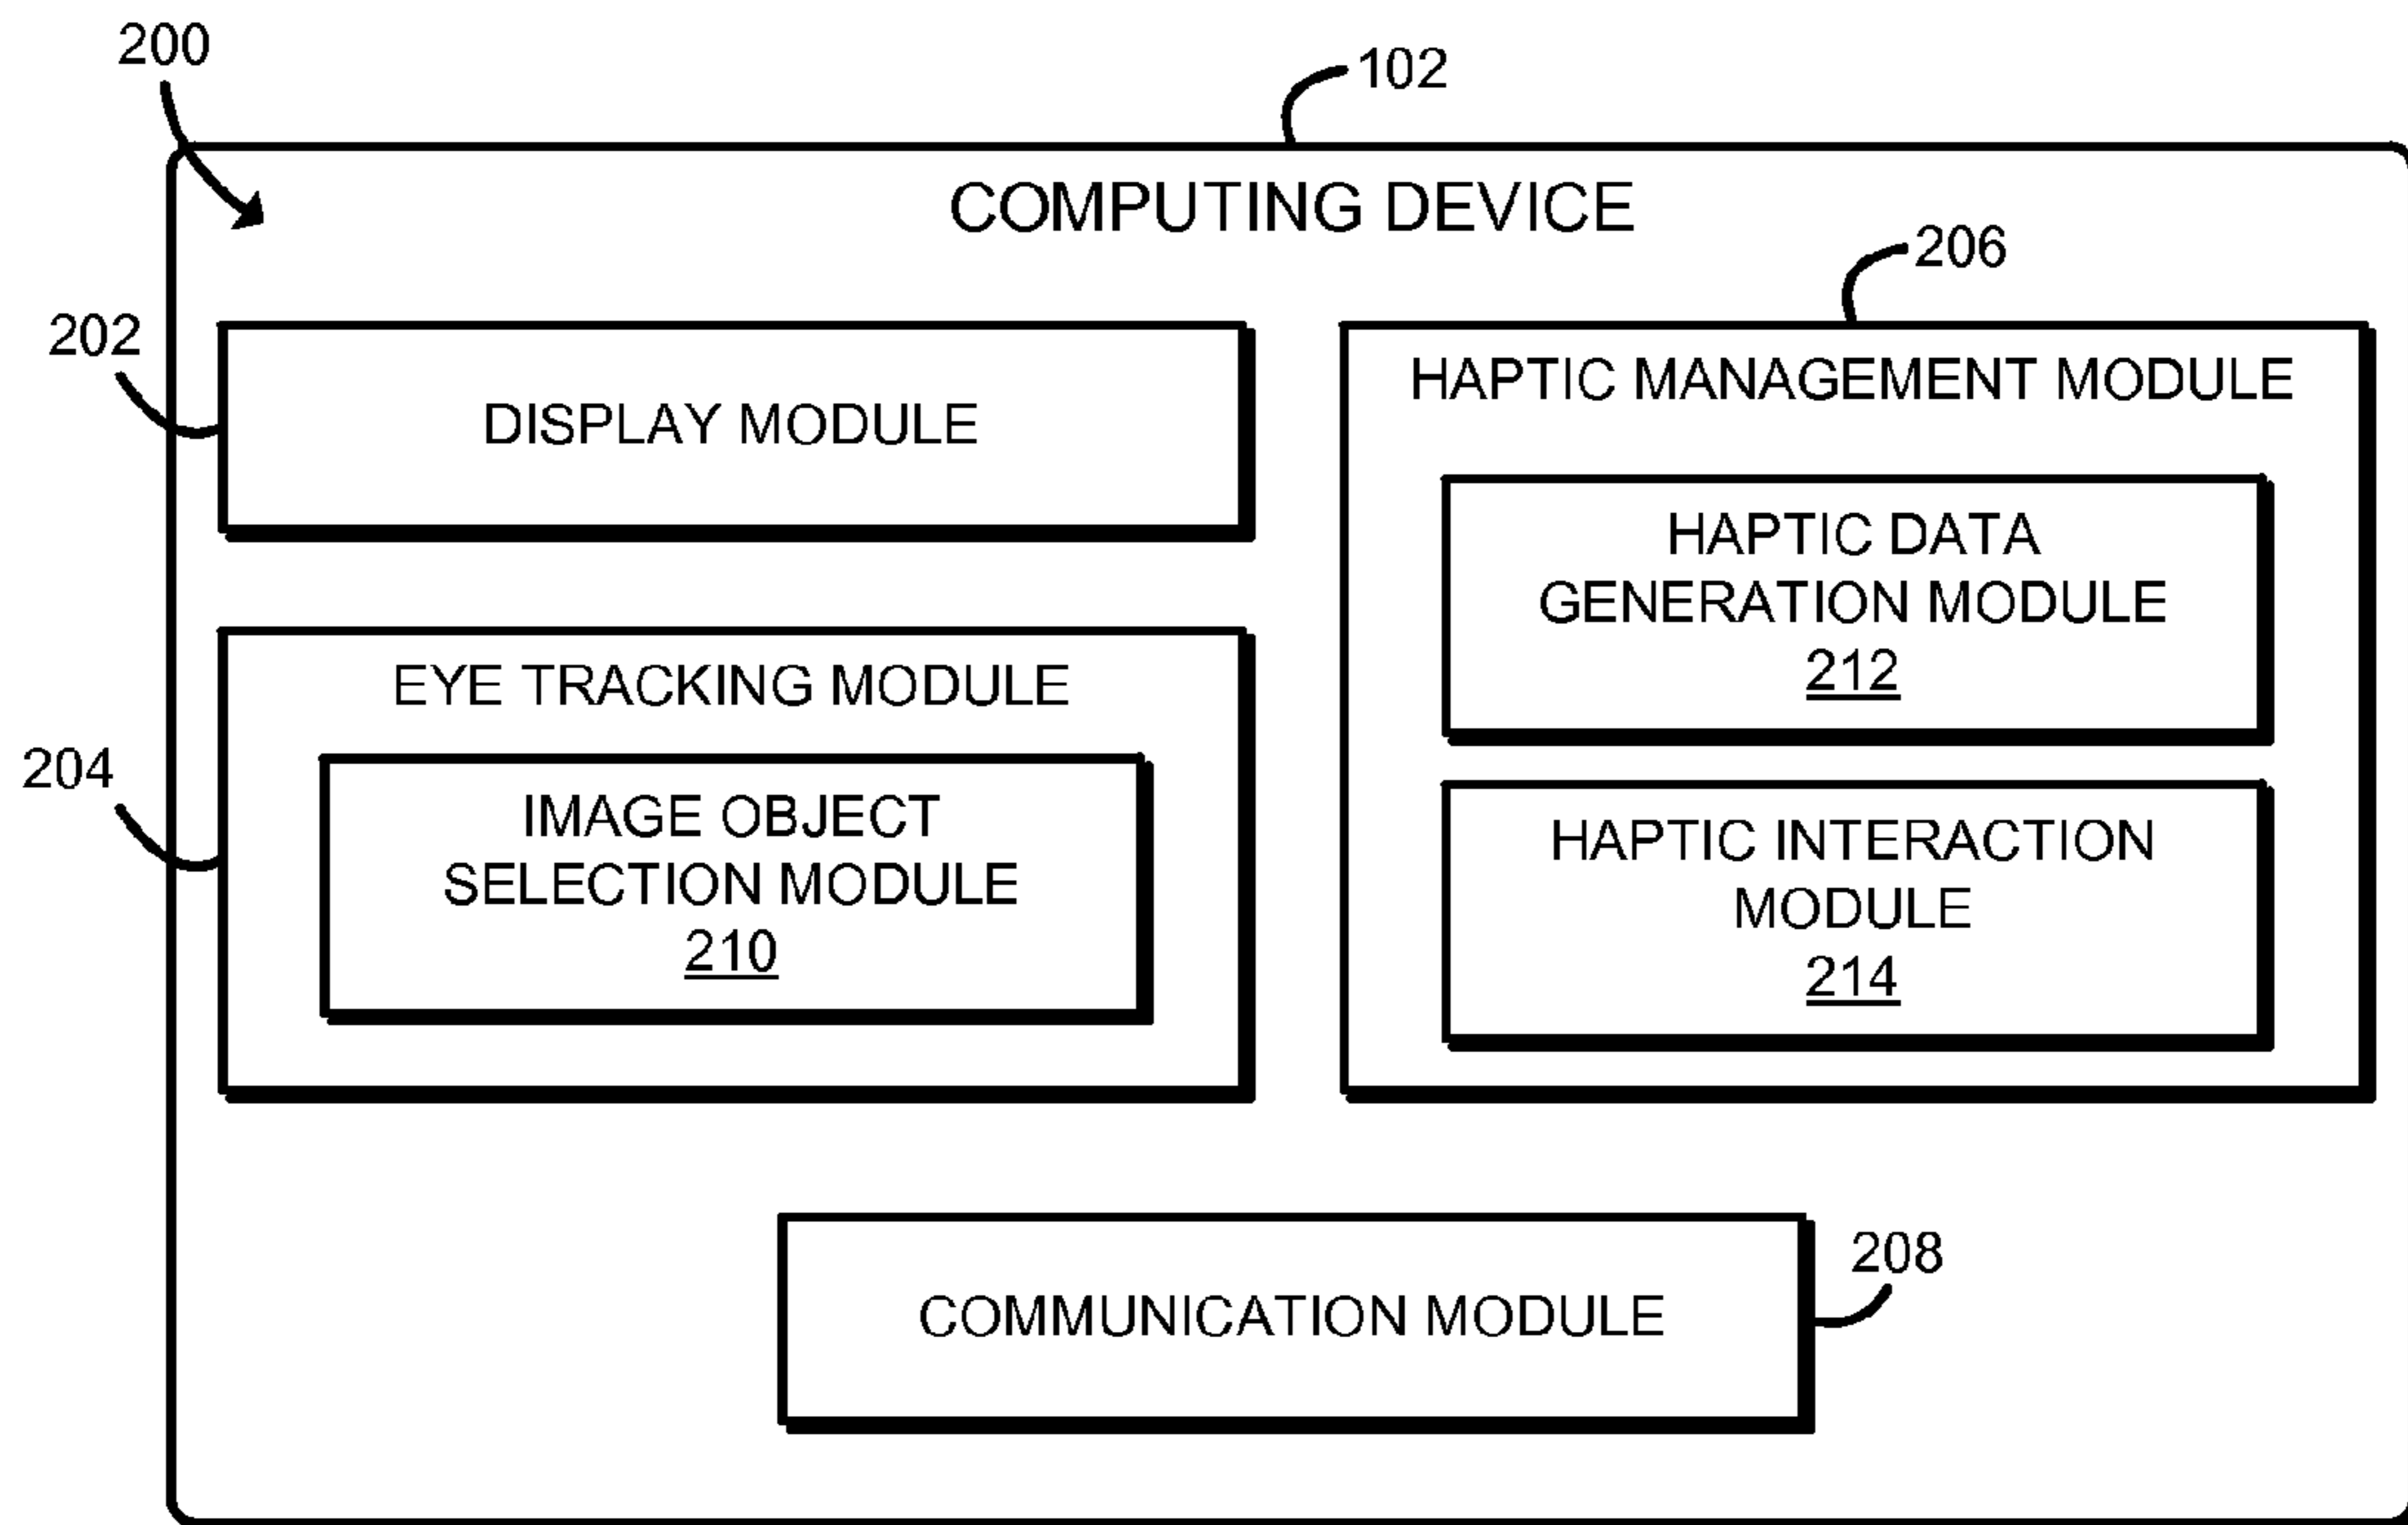 200
102
COMPUTING DEVICE
206
202
DISPLAY MODULE
HAPTIC MANAGEMENT MODULE
HAPTIC DATA
GENERATION MODULE
212
EYE TRACKING MODULE
204
IMAGE OBJECT
SELECTION MODULE
210
HAPTIC INTERACTION
MODULE
214
COMMUNICATION MODULE
208